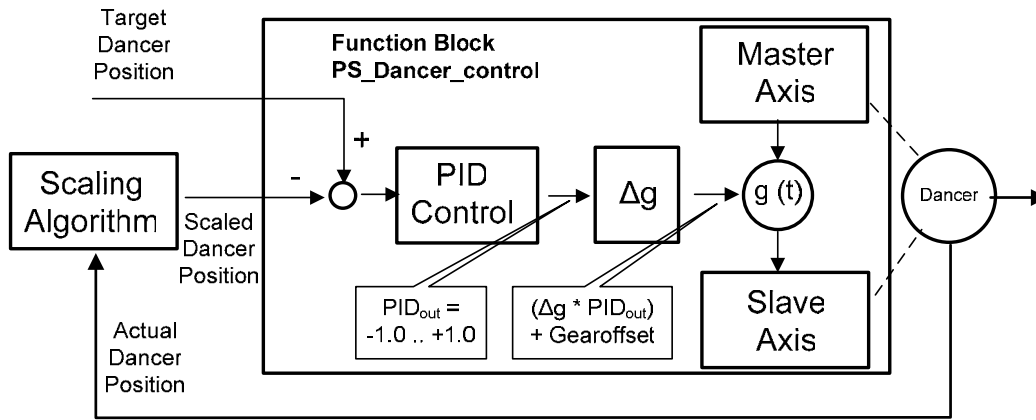 Target
Dancer
Position
Function Block
PS_Dancer_control
Master
Axis
+
-
Scaling
Algorithm
Scaled
Dancer
Position
PID
Control
Δg
g (t)
Dancer
PIDout =
-1.0 .. +1.0
(Δg * PIDout)
+ Gearoffset
Slave
Axis
Actual
Dancer
Position